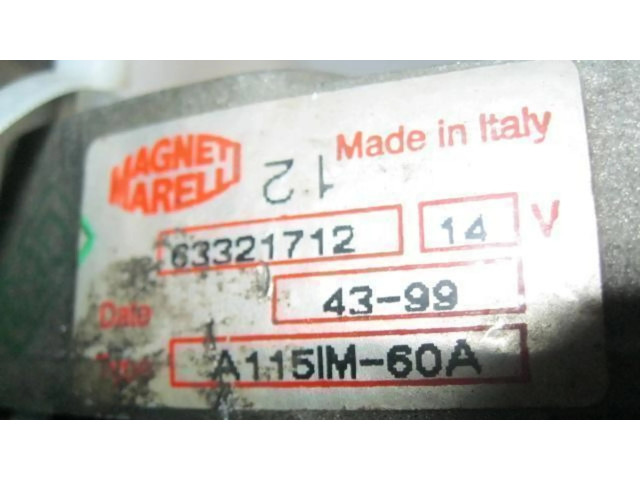 MAGNETI
MARELLI
12
Made in Italy
63321712
14 V
Date 43-99
Type A115IM-60A